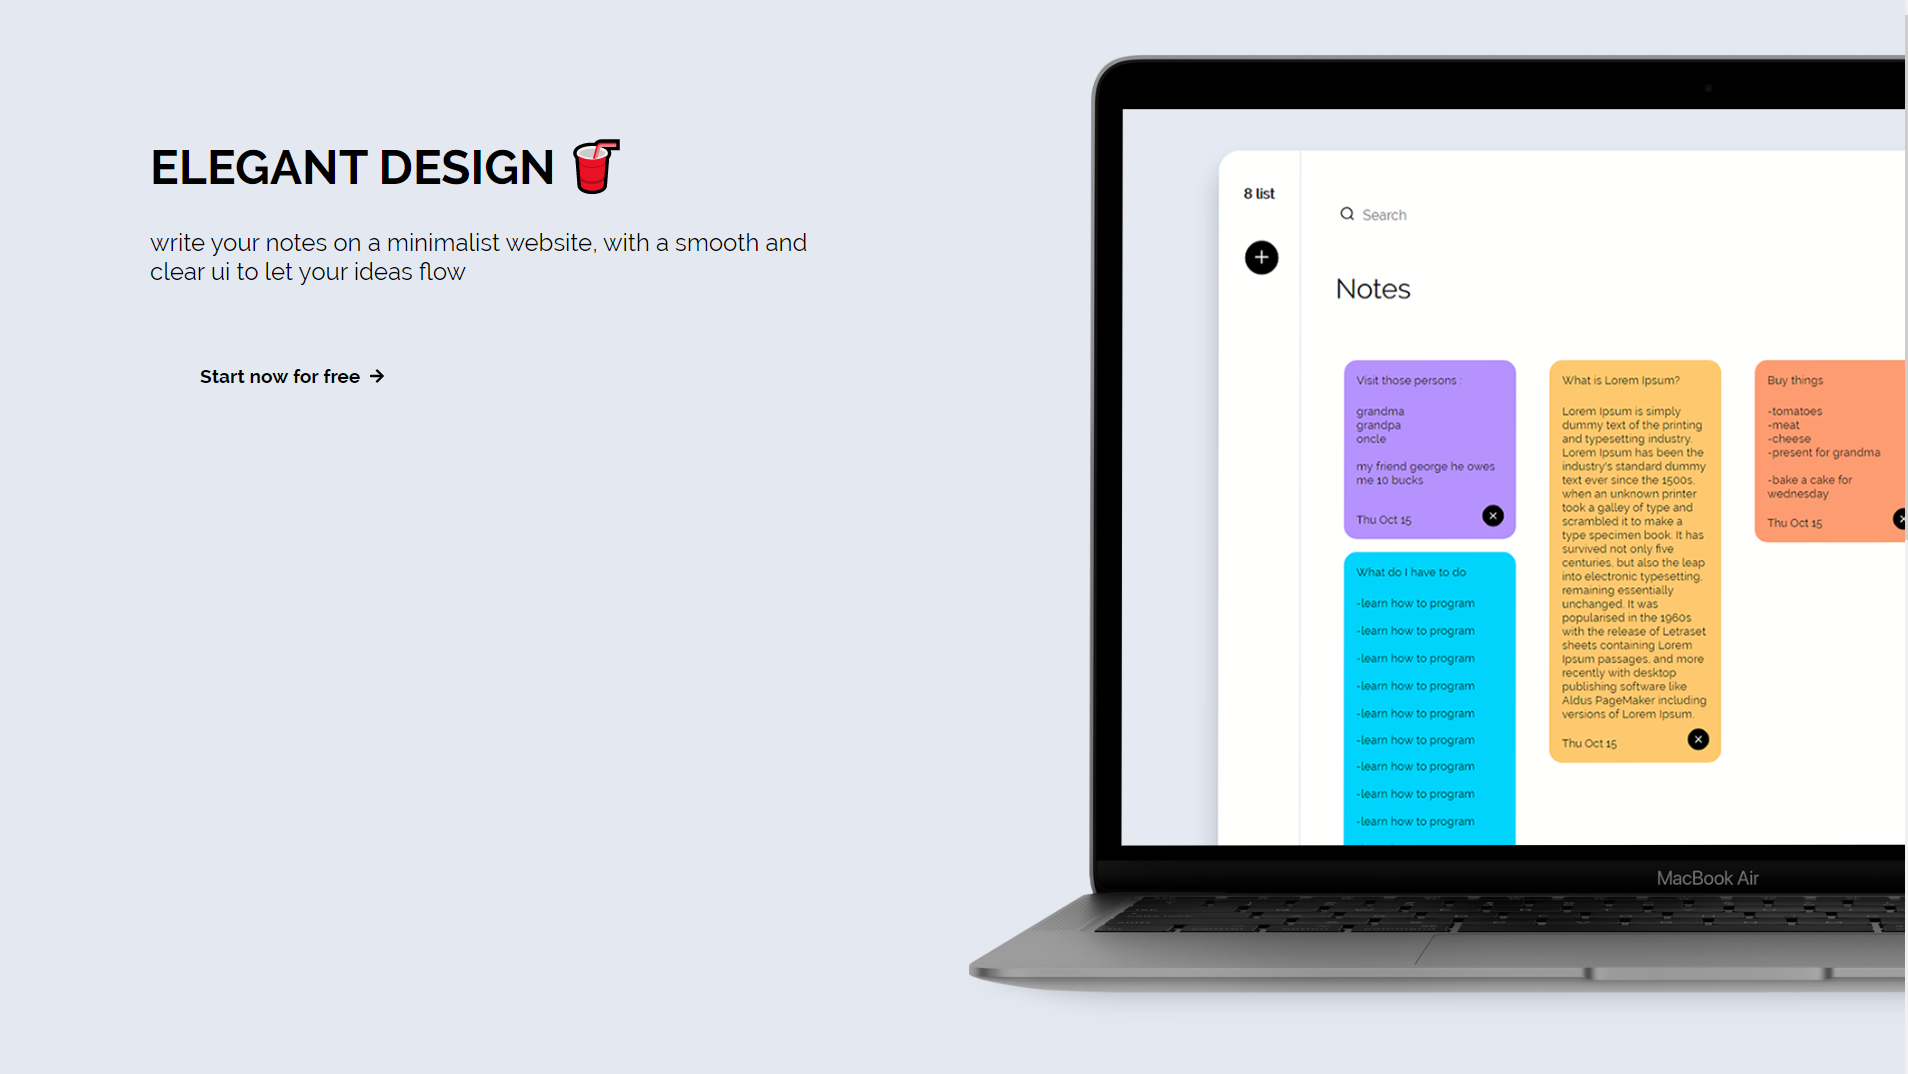 ELEGANT DESIGN
write your notes on a minimalist website, with a smooth and
clear ui to let your ideas flow
Start now for free →
8 list
Search
Notes
Visit those persons :
grandma
grandpa
oncle
my friend george he owes
me 10 bucks
Thu Oct 15
What do I have to do
-learn how to program
-learn how to program
-learn how to program
-learn how to program
-learn how to program
-learn how to program
-learn how to program
-learn how to program
-learn how to program
What is Lorem Ipsum?
Lorem Ipsum is simply
dummy text of the printing
and typesetting industry.
Lorem Ipsum has been the
industry's standard dummy
text ever since the 1500s,
when an unknown printer
took a galley of type and
scrambled it to make a
type specimen book. It has
survived not only five
centuries, but also the leap
into electronic typesetting,
remaining essentially
unchanged. It was
popularised in the 1960s
with the release of Letraset
sheets containing Lorem
Ipsum passages, and more
recently with desktop
publishing software like
Aldus PageMaker including
versions of Lorem Ipsum.
Thu Oct 15
Buy things
-tomatoes
-meat
-cheese
-present for grandma
-bake a cake for
wednesday
Thu Oct 15
MacBook Air